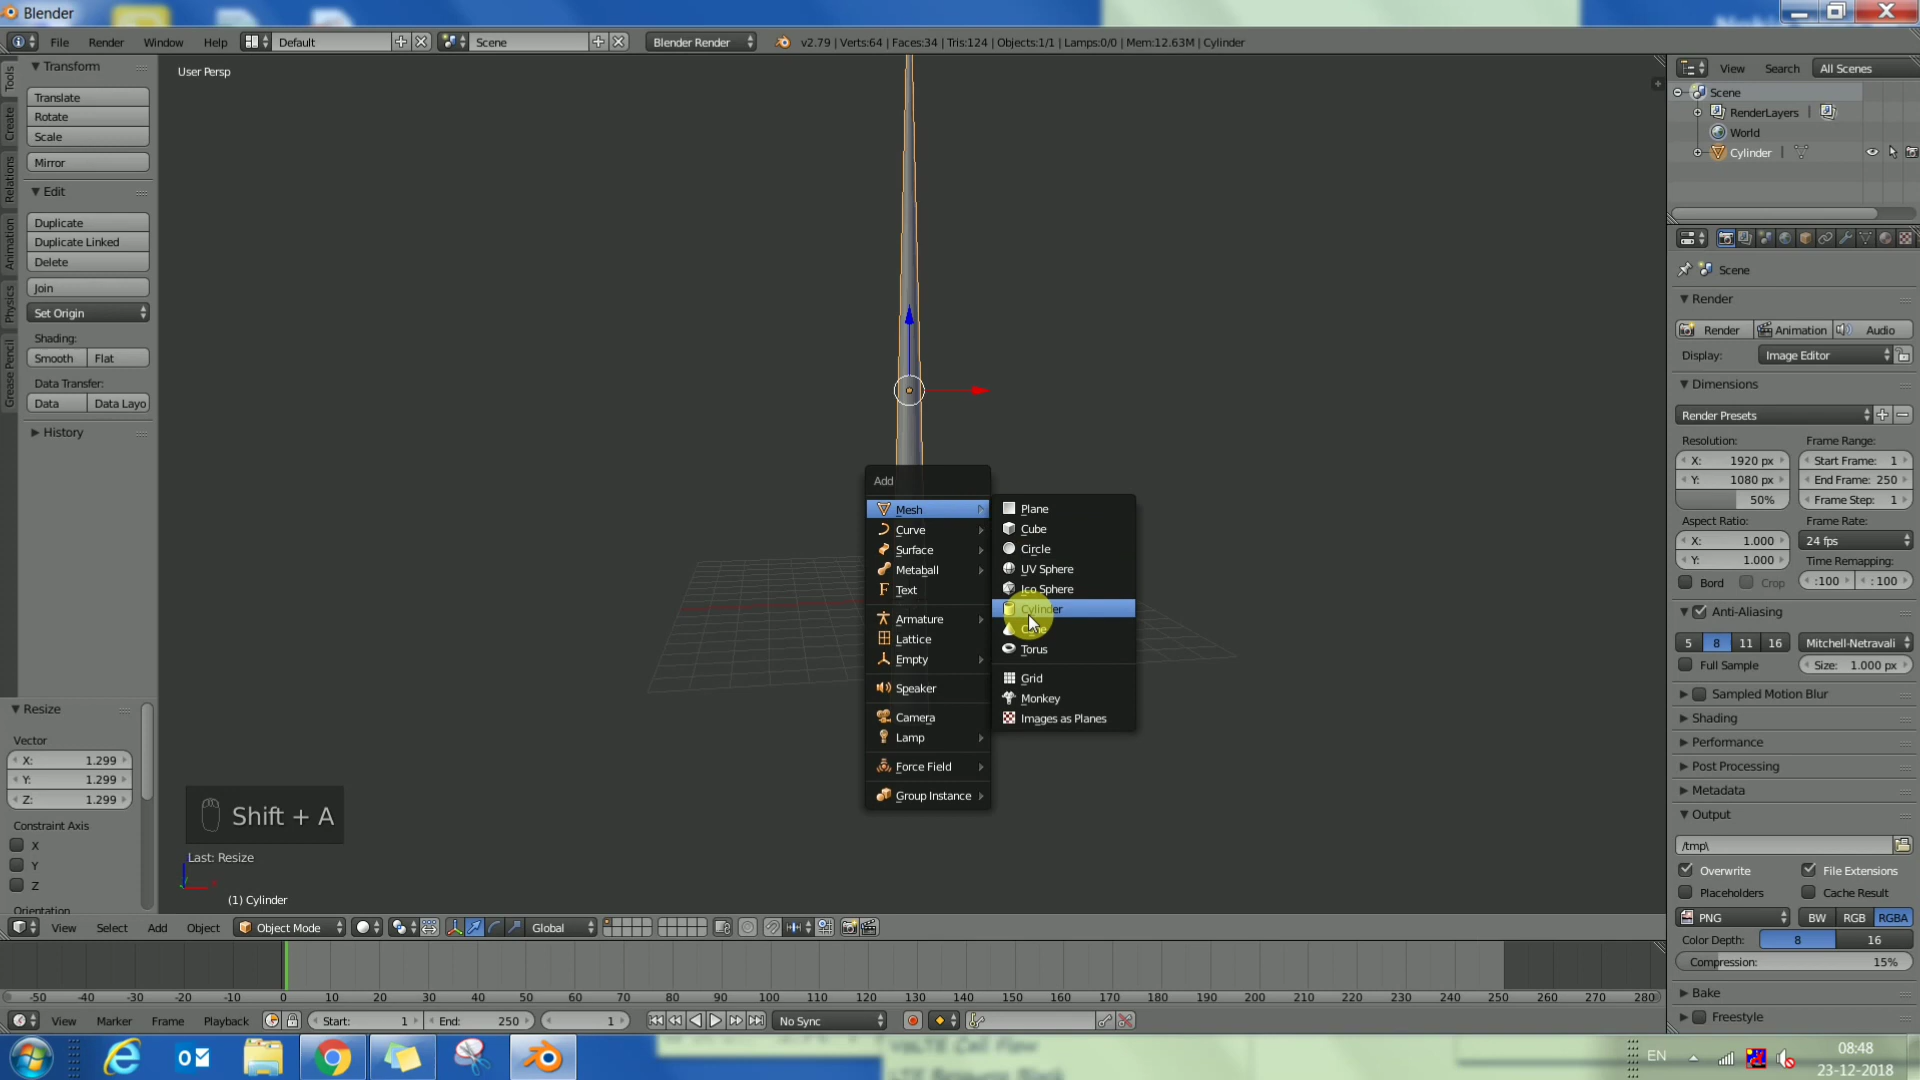 Blender
File Render Window Help Default Scene Blender Render v2.79 | Verts:64 | Faces:34 | Tris:124 | Objects:1/1 | Lamps:0/0 | Mem:12.63M | Cylinder
Tools
Create
Relations
Animation
Physics
Grease Pencil
Transform
Translate
Rotate
Scale
Mirror
Edit
Duplicate
Duplicate Linked
Delete
Join
Set Origin
Shading:
Smooth Flat
Data Transfer:
Data Data Layo
History
Resize
Vector
X: 1.299
Y: 1.299
Z: 1.299
Constraint Axis
X
Y
Z
Orientation
User Persp
Add
Mesh
Curve
Surface
Metaball
Text
Armature
Lattice
Empty
Speaker
Camera
Lamp
Force Field
Group Instance
Plane
Cube
Circle
UV Sphere
Ico Sphere
Cylinder
Cone
Torus
Grid
Monkey
Images as Planes
Shift + A
Last: Resize
(1) Cylinder
View Select Add Object Object Mode Global
-50 -40 -30 -20 -10 0 10 20 30 40 50 60 70 80 90 100 110 120 130 140 150 160 170 180 190 200 210 220 230 240 250 260 270 280
View Marker Frame Playback Start: 1 End: 250 1 No Sync
View Search All Scenes
Scene
RenderLayers |
World
Cylinder |
Scene
Render
Render Animation Audio
Display: Image Editor
Dimensions
Render Presets
Resolution: Frame Range:
X: 1920 px Start Frame: 1
Y: 1080 px End Frame: 250
50% Frame Step: 1
Aspect Ratio: Frame Rate:
X: 1.000 24 fps
Y: 1.000 Time Remapping:
Bord Crop :100 : 100
Anti-Aliasing
5 8 11 16 Mitchell-Netravali
Full Sample Size: 1.000 px
Sampled Motion Blur
Shading
Performance
Post Processing
Metadata
Output
/tmp\
Overwrite File Extensions
Placeholders Cache Result
PNG BW RGB RGBA
Color Depth: 8 16
Compression: 15%
Bake
Freestyle
EN
08:48
23-12-2018